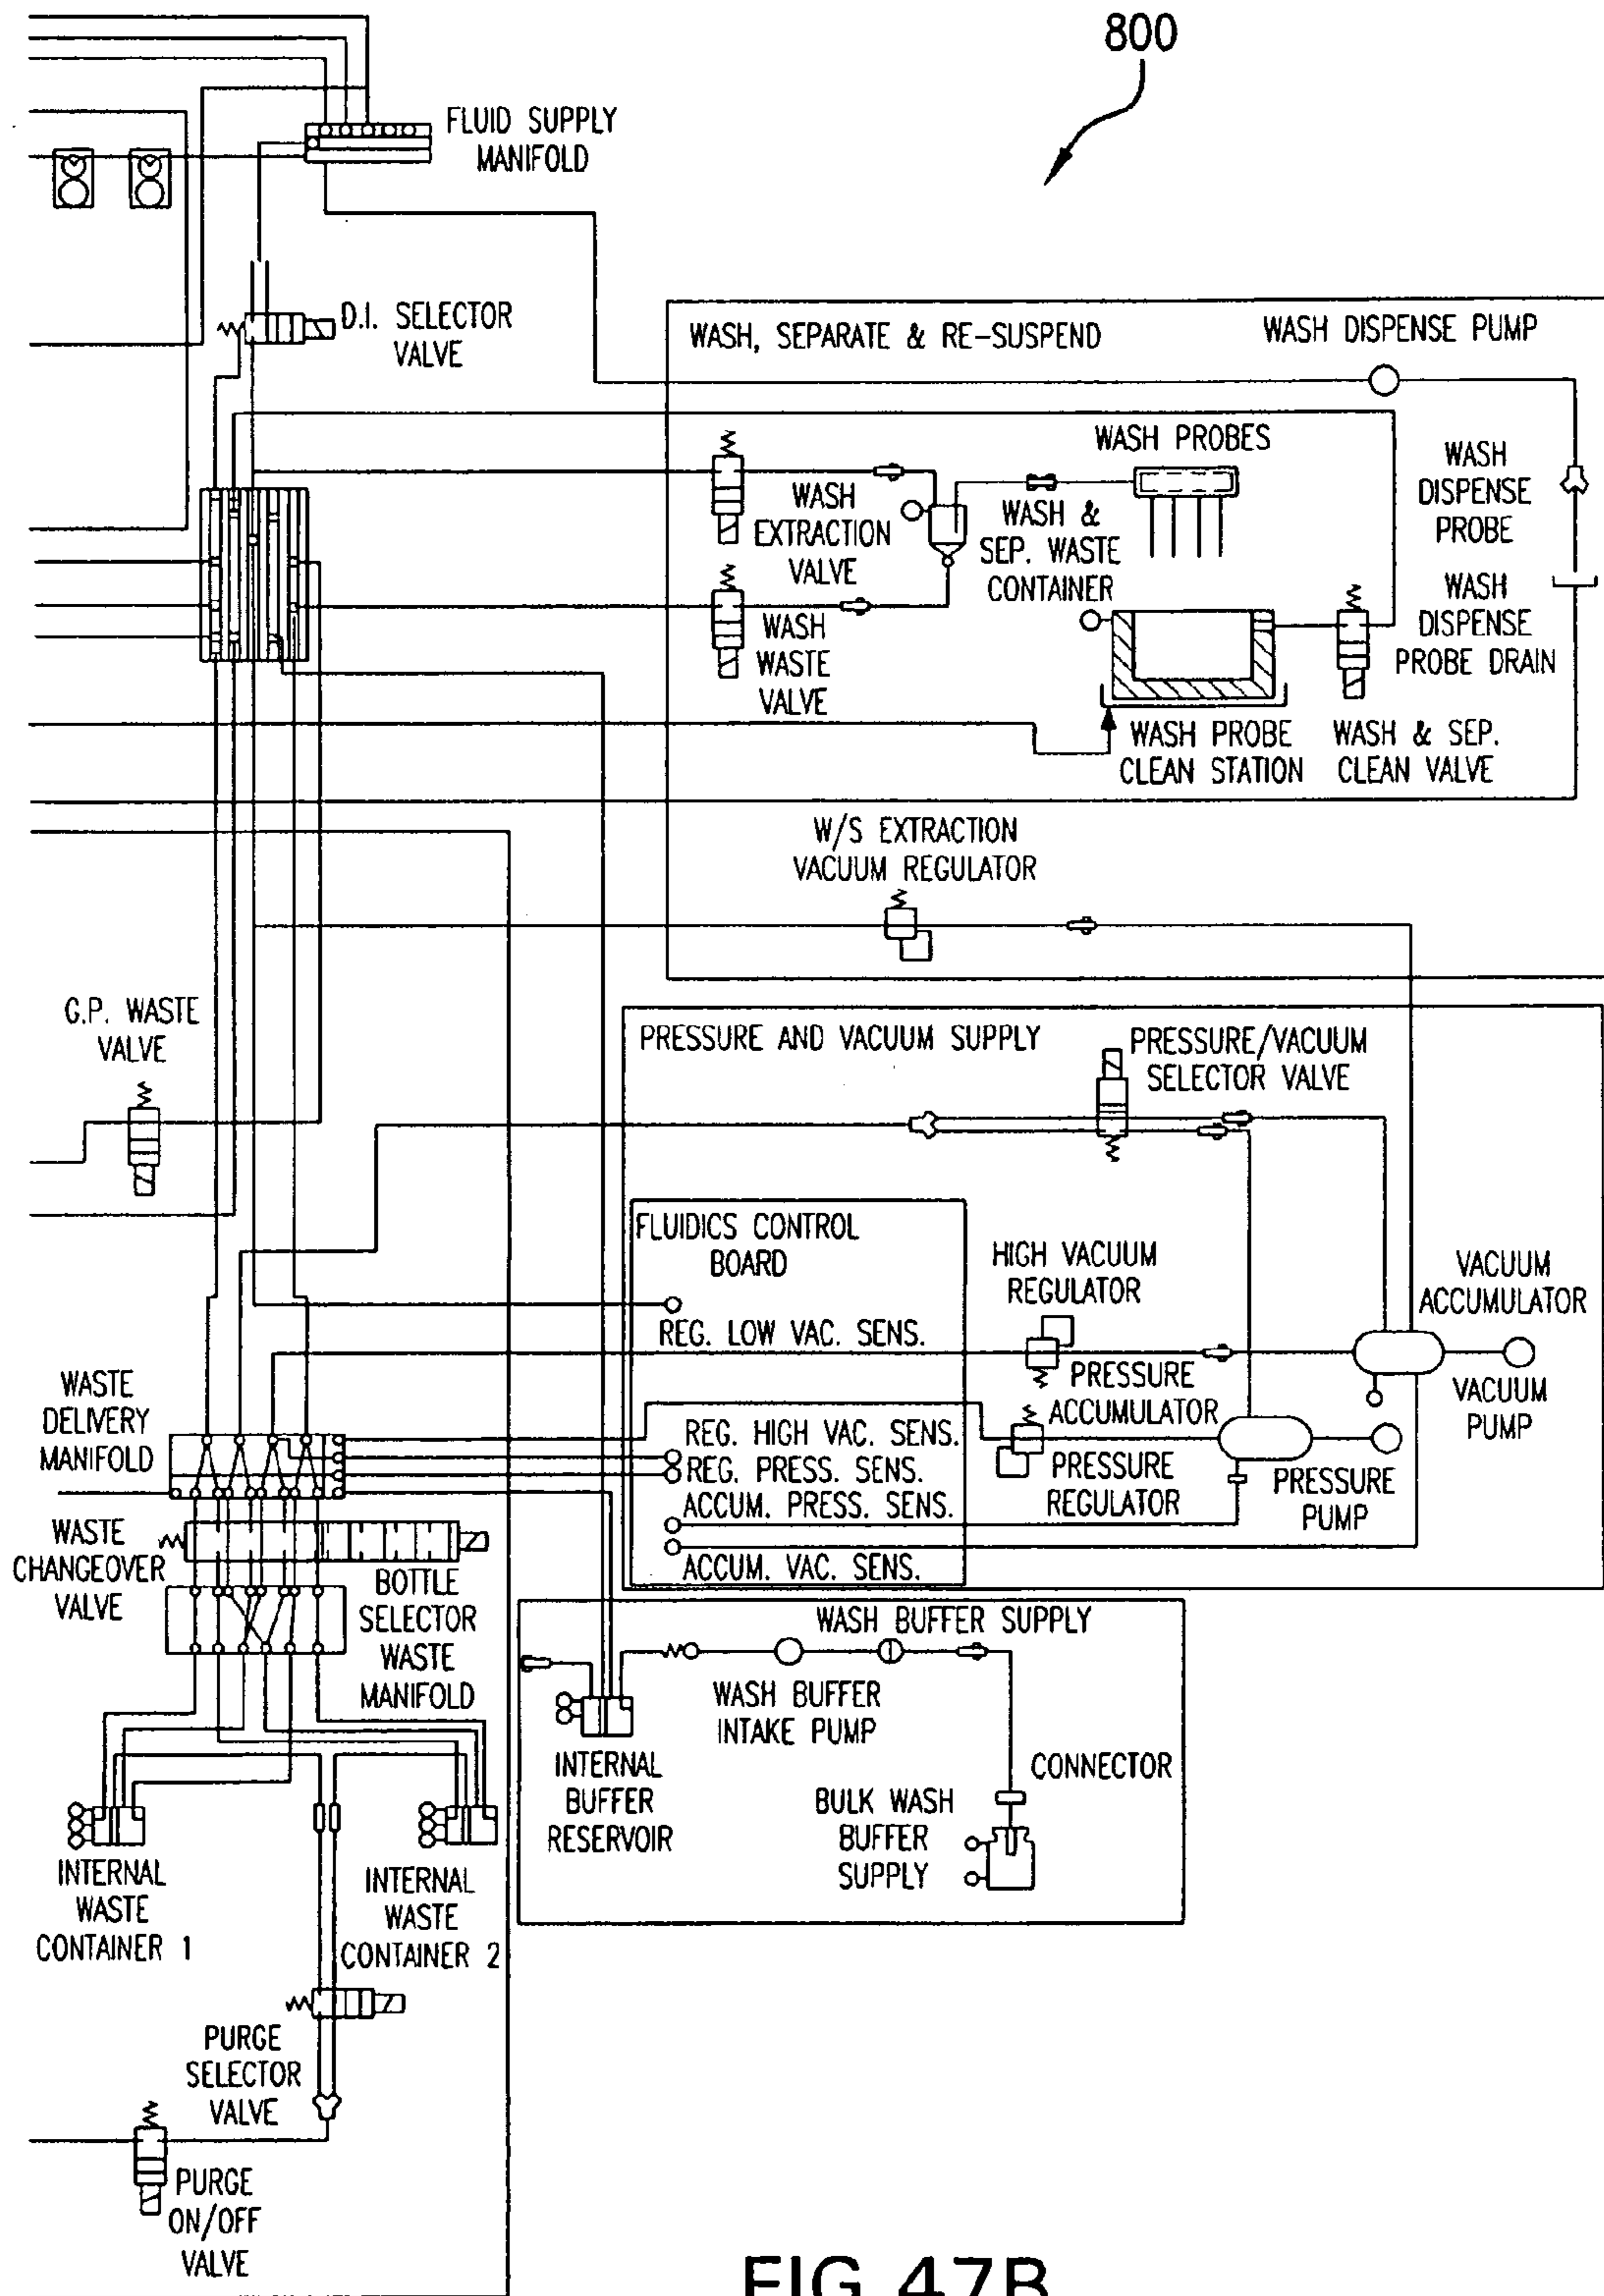 800
FLUID SUPPLY
MANIFOLD
D.I. SELECTOR
VALVE
WASH, SEPARATE & RE-SUSPEND
WASH DISPENSE PUMP
WASH PROBES
WASH
DISPENSE
PROBE
WASH
EXTRACTION
VALVE
WASH &
SEP. WASTE
CONTAINER
WASH
DISPENSE
PROBE DRAIN
WASH
WASTE
VALVE
WASH PROBE
CLEAN STATION
WASH & SEP.
CLEAN VALVE
W/S EXTRACTION
VACUUM REGULATOR
G.P. WASTE
VALVE
PRESSURE AND VACUUM SUPPLY
PRESSURE/VACUUM
SELECTOR VALVE
FLUIDICS CONTROL
BOARD
HIGH VACUUM
REGULATOR
VACUUM
ACCUMULATOR
REG. LOW VAC. SENS.
WASTE
DELIVERY
MANIFOLD
PRESSURE
ACCUMULATOR
VACUUM
PUMP
REG. HIGH VAC. SENS.
REG. PRESS. SENS.
ACCUM. PRESS. SENS.
PRESSURE
REGULATOR
PRESSURE
PUMP
WASTE
CHANGEOVER
VALVE
ACCUM. VAC. SENS.
BOTTLE
SELECTOR
WASTE
MANIFOLD
WASH BUFFER SUPPLY
WASH BUFFER
INTAKE PUMP
INTERNAL
BUFFER
RESERVOIR
CONNECTOR
BULK WASH
BUFFER
SUPPLY
INTERNAL
WASTE
CONTAINER 1
INTERNAL
WASTE
CONTAINER 2
PURGE
SELECTOR
VALVE
PURGE
ON/OFF
VALVE
FIG.47B